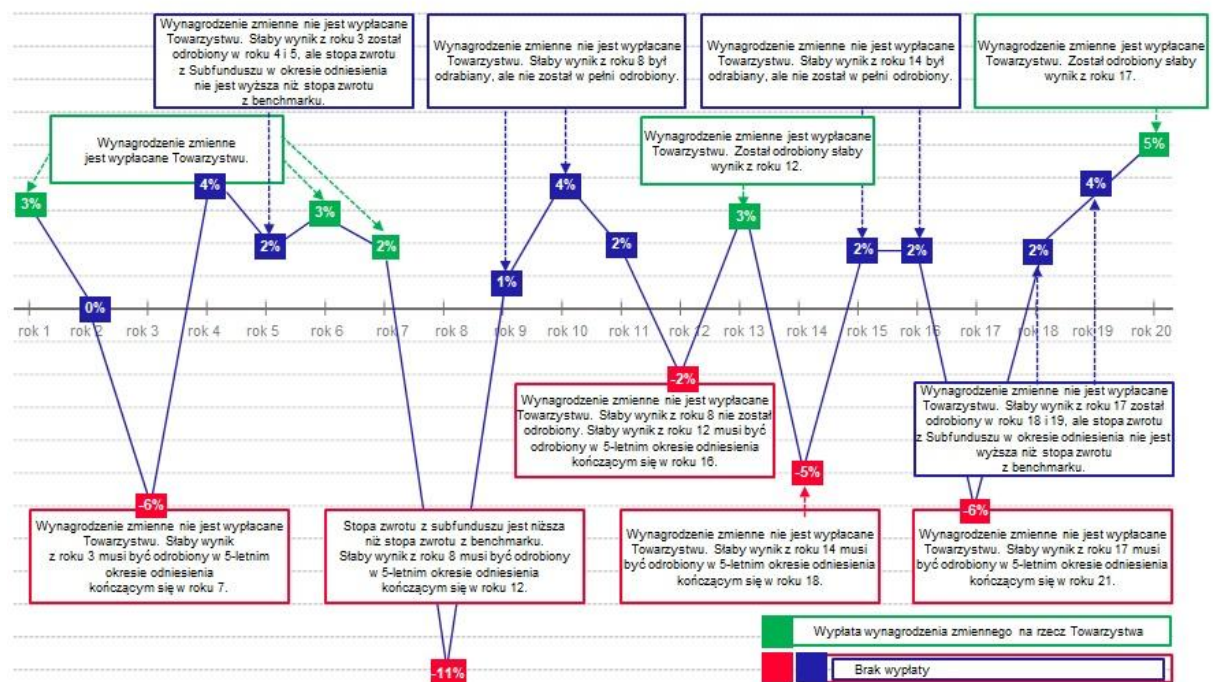 Wynagrodzenie zmienne nie jest wypłacane
Towarzystwu. Słaby wynik z roku 3 został
odrobiony w roku 4 i 5, ale stopa zwrotu
z Subfunduszu w okresie odniesienia
nie jest wyższa niż stopa zwrotu
z benchmarku.
Wynagrodzenie zmienne nie jest wypłacane
Towarzystwu. Słaby wynik z roku 8 był
odrabiany, ale nie został w pełni odrobiony.
Wynagrodzenie zmienne nie jest wypłacane
Towarzystwu. Słaby wynik z roku 14 był
odrabiany, ale nie został w pełni odrobiony.
Wynagrodzenie zmienne jest wypłacane
Towarzystwu. Został odrobiony słaby
wynik z roku 17.
Wynagrodzenie zmienne
jest wypłacane Towarzystwu.
Wynagrodzenie zmienne jest wypłacane
Towarzystwu. Został odrobiony słaby
wynik z roku 12.
3%
0%
-6%
4%
2%
3%
2%
-11%
1%
4%
2%
-2%
3%
-5%
2%
2%
-6%
2%
4%
5%
rok 1
rok 2
rok 3
rok 4
rok 5
rok 6
rok 7
rok 8
rok 9
rok 10
rok 11
rok 12
rok 13
rok 14
rok 15
rok 16
rok 17
rok 18
rok 19
rok 20
Wynagrodzenie zmienne nie jest wypłacane
Towarzystwu. Słaby wynik z roku 8 nie został
odrobiony. Słaby wynik z roku 12 musi być
odrobiony w 5-letnim okresie odniesienia
kończącym się w roku 16.
Wynagrodzenie zmienne nie jest wypłacane
Towarzystwu. Słaby wynik z roku 17 został
odrobiony w roku 18 i 19, ale stopa zwrotu
z Subfunduszu w okresie odniesienia nie jest
wyższa niż stopa zwrotu
z benchmarku.
Wynagrodzenie zmienne nie jest wypłacane
Towarzystwu. Słaby wynik
z roku 3 musi być odrobiony w 5-letnim
okresie odniesienia
kończącym się w roku 7.
Stopa zwrotu z subfunduszu jest niższa
niż stopa zwrotu z benchmarku.
Słaby wynik z roku 8 musi być odrobiony
w 5-letnim okresie odniesienia
kończącym się w roku 12.
Wynagrodzenie zmienne nie jest wypłacane
Towarzystwu. Słaby wynik z roku 14 musi
być odrobiony w 5-letnim okresie odniesienia
kończącym się w roku 18.
Wynagrodzenie zmienne nie jest wypłacane
Towarzystwu. Słaby wynik z roku 17 musi
być odrobiony w 5-letnim okresie odniesienia
kończącym się w roku 21.
Wypłata wynagrodzenia zmiennego na rzecz Towarzystwa
Brak wypłaty